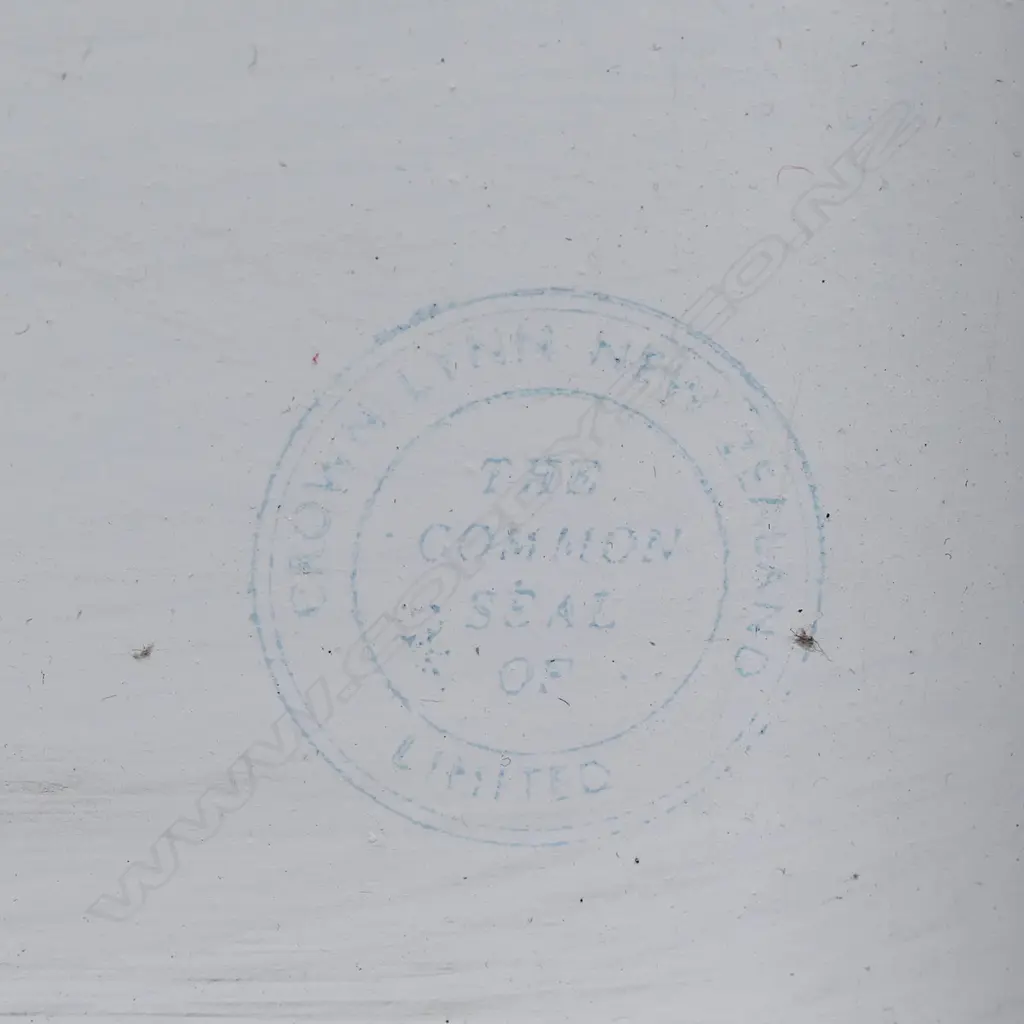 CROWN LYNN NEW ZEALAND
THE
COMMON
SEAL
OF
LIMITED